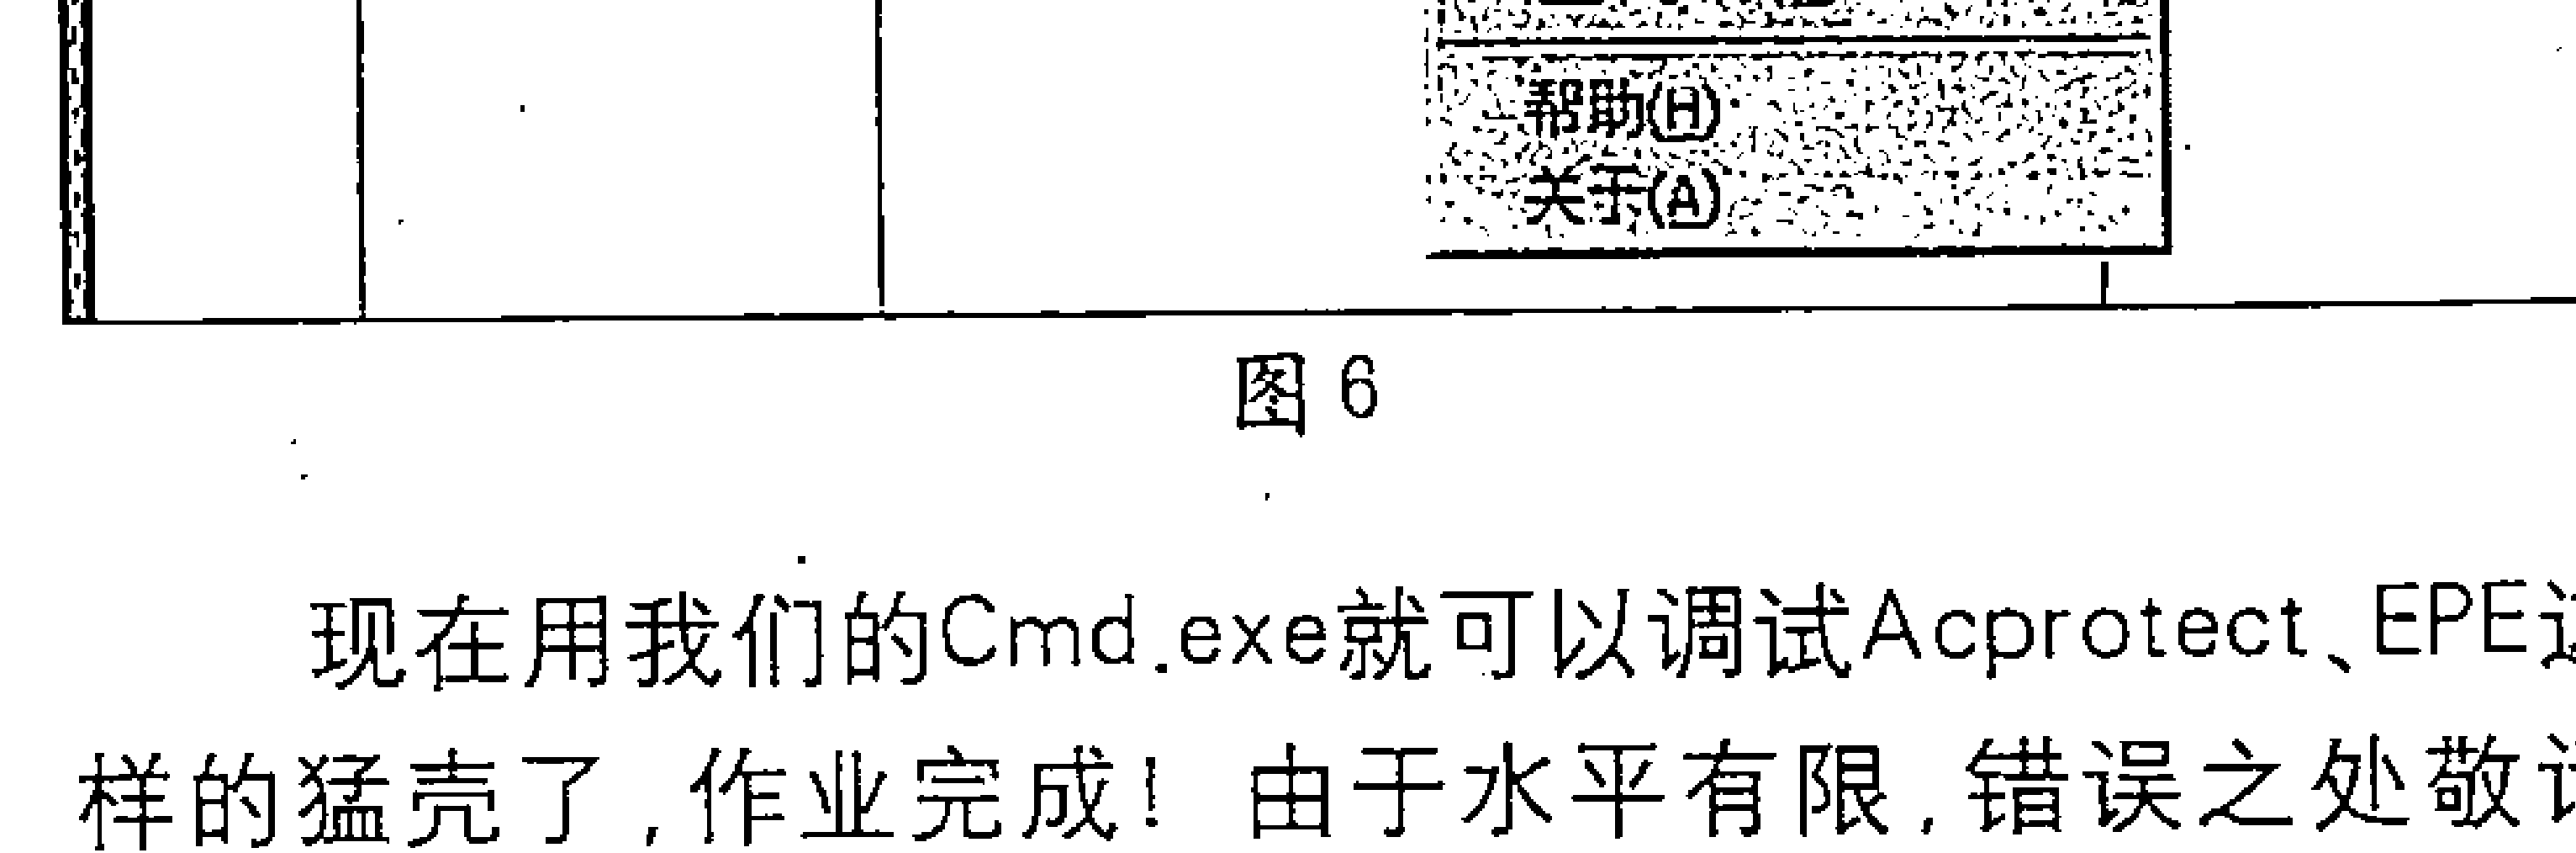 帮助(H)
关于(A)
图 6
现在用我们的Cmd.exe就可以调试Acprotect、EPE
样的猛壳了,作业完成! 由于水平有限,错误之处敬